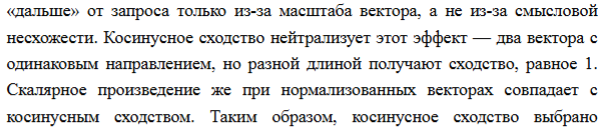 «дальше» от запроса только из-за масштаба вектора, а не из-за смысловой
несхожести. Косинусное сходство нейтрализует этот эффект — два вектора с
одинаковым направлением, но разной длиной получают сходство, равное 1.
Скалярное произведение же при нормализованных векторах совпадает с
косинусным сходством. Таким образом, косинусное сходство выбрано